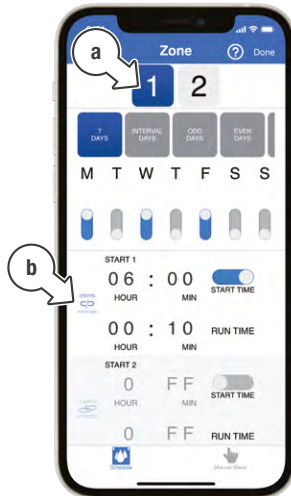 a
Zone
? Done
1 2
7 DAYS
INTERVAL DAYS
ODD DAYS
EVEN DAYS
M T W T F S S
b
START 1
06 : 00
HOUR MIN START TIME
00 : 10 RUN TIME
HOUR MIN
START 2
0 FF
HOUR MIN START TIME
0 FF RUN TIME
Schedule
Manual Water